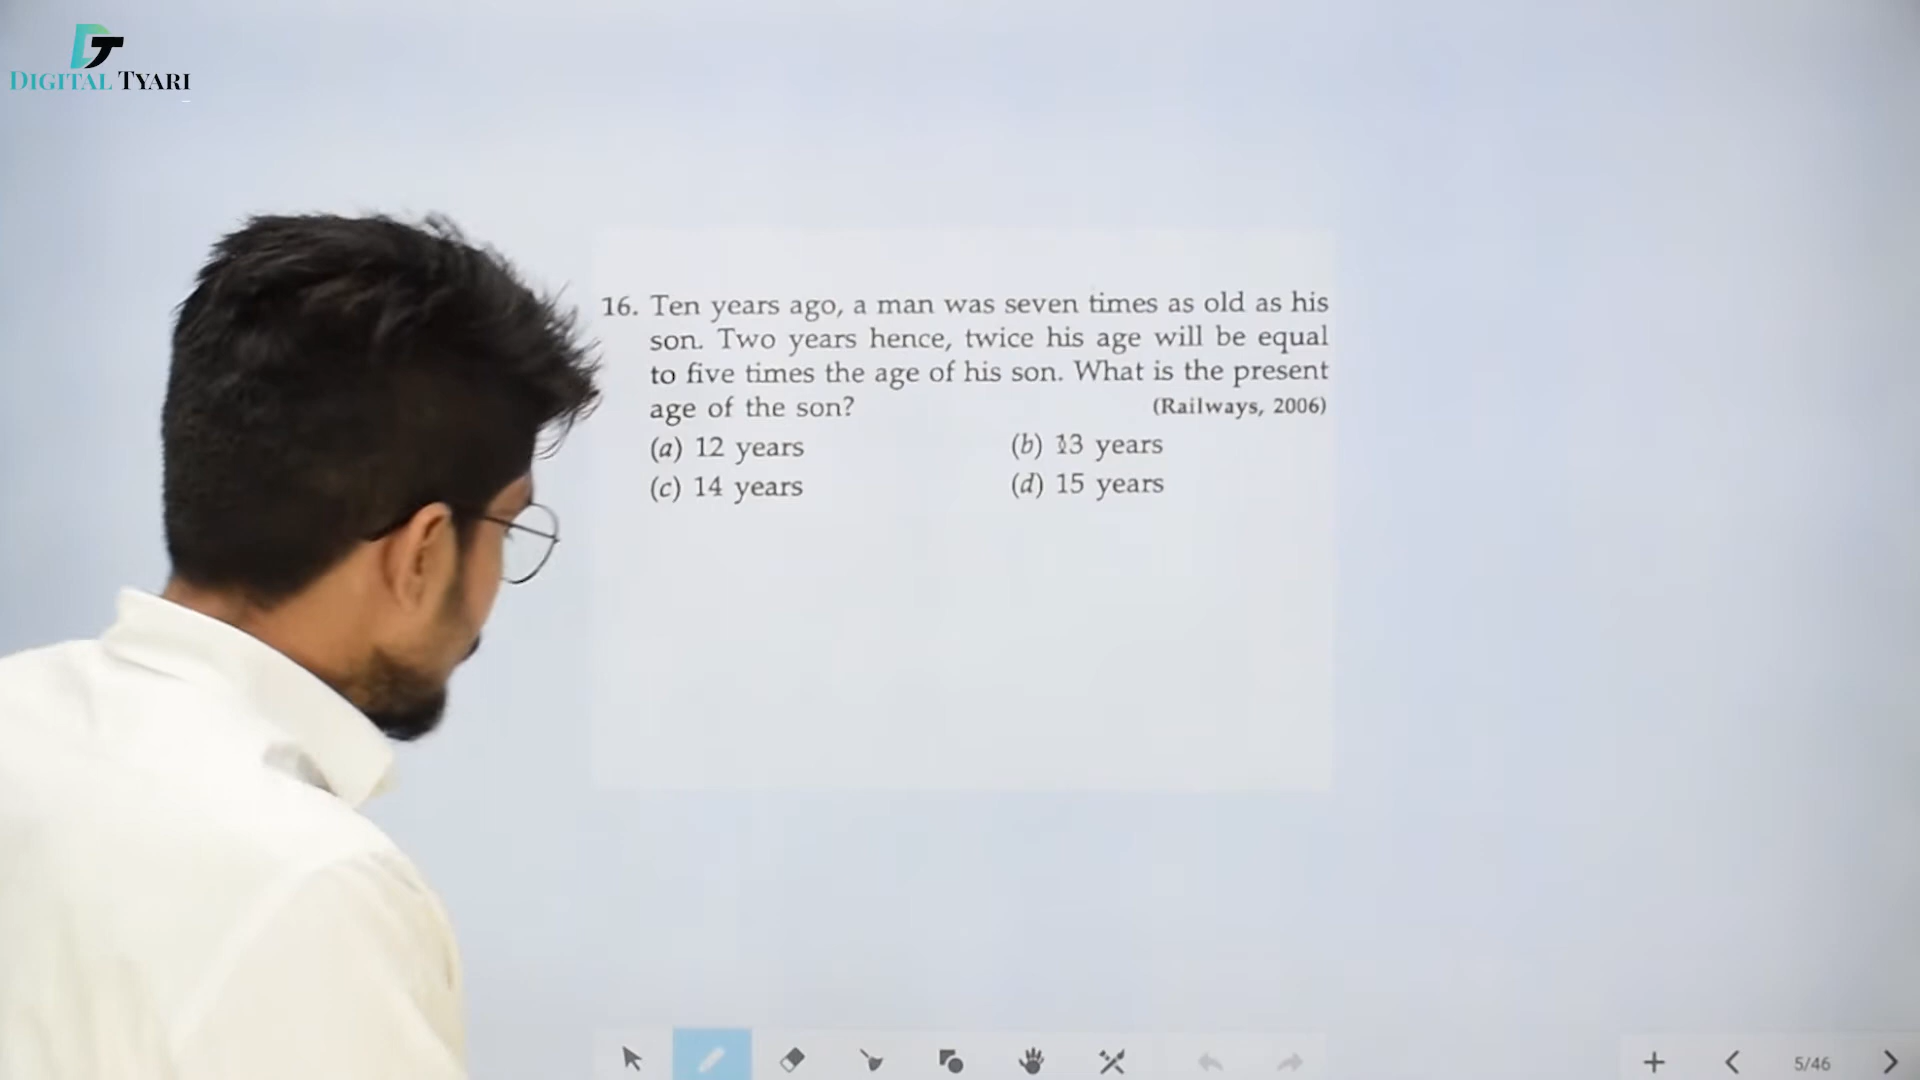 DIGITAL TYARI
16. Ten years ago, a man was seven times as old as his
son. Two years hence, twice his age will be equal
to five times the age of his son. What is the present
age of the son? (Railways, 2006)
(a) 12 years (b) 13 years
(c) 14 years (d) 15 years
5/46